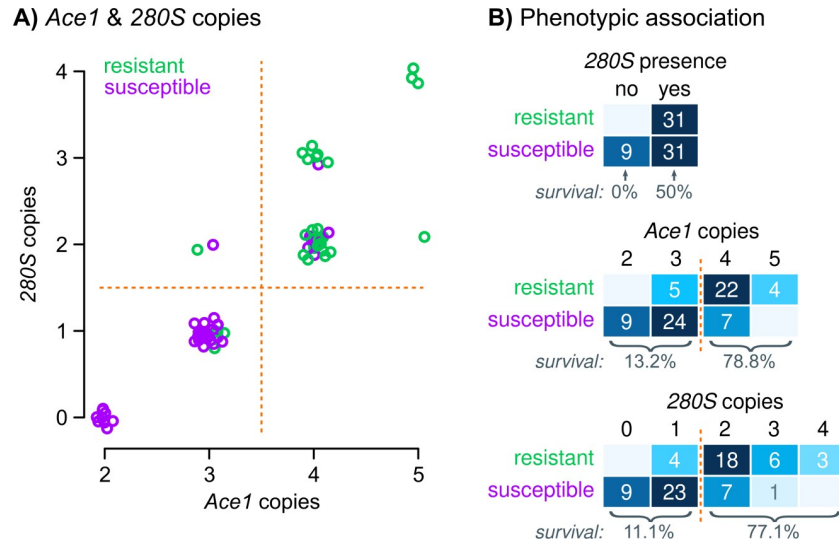 A) Ace1 & 280S copies
resistant
susceptible
4
3
2
1
0
280S copies
2 3 4 5
Ace1 copies
B) Phenotypic association
280S presence
no yes
resistant 31
susceptible 9 31
survival: 0% 50%
Ace1 copies
2 3 4 5
resistant 5 22 4
susceptible 9 24 7
survival: 13.2% 78.8%
280S copies
0 1 2 3 4
resistant 4 18 6 3
susceptible 9 23 7 1
survival: 11.1% 77.1%